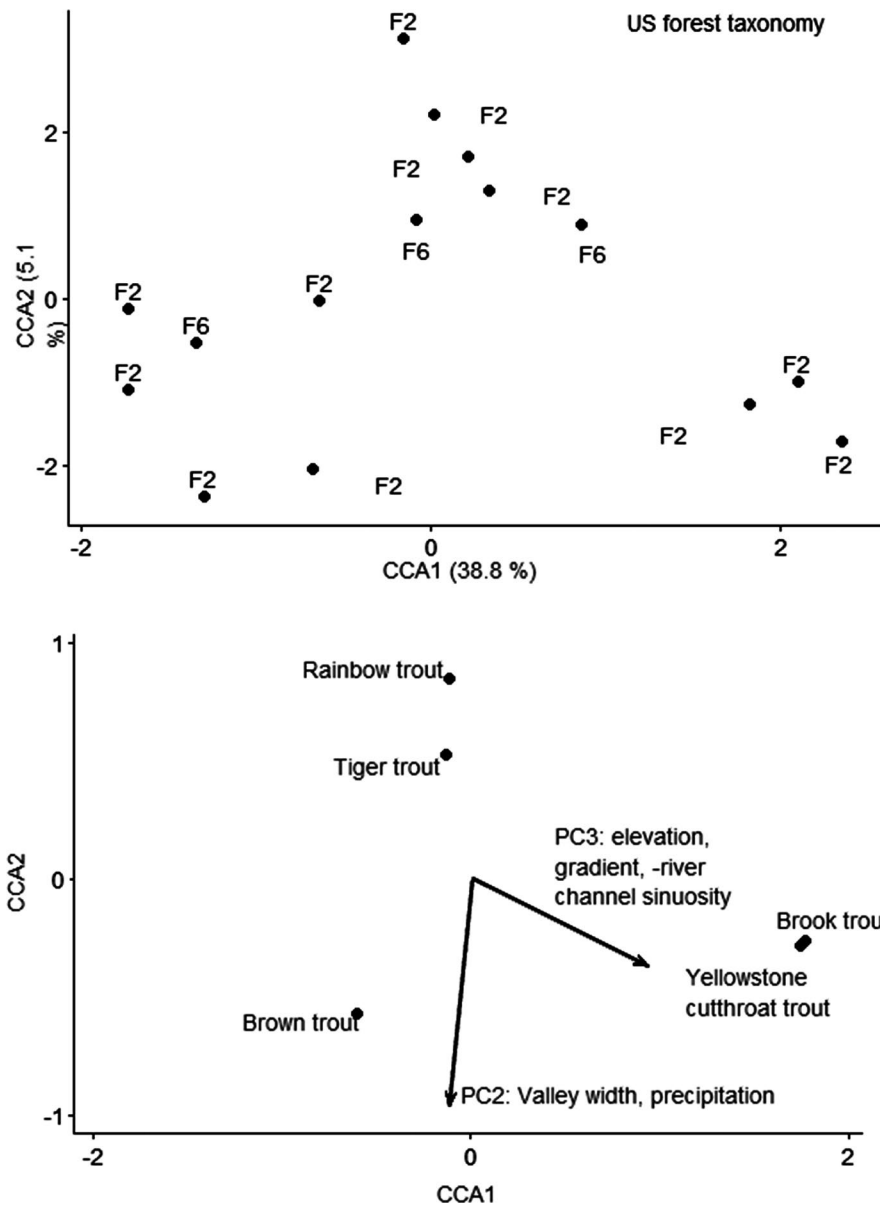 F2
US forest taxonomy
F2
2
F2
F2
F6
F6
CCA2 (5.1
%)
0
F2
F2
F6
F2
F2
F2
F2
-2
F2
F2
F2
-2
0
2
CCA1 (38.8 %)
1
Rainbow trout
Tiger trout
PC3: elevation,
gradient, -river
channel sinuosity
CCA2
0
Brook trou
Yellowstone
cutthroat trout
Brown trout
PC2: Valley width, precipitation
-1
-2
0
2
CCA1